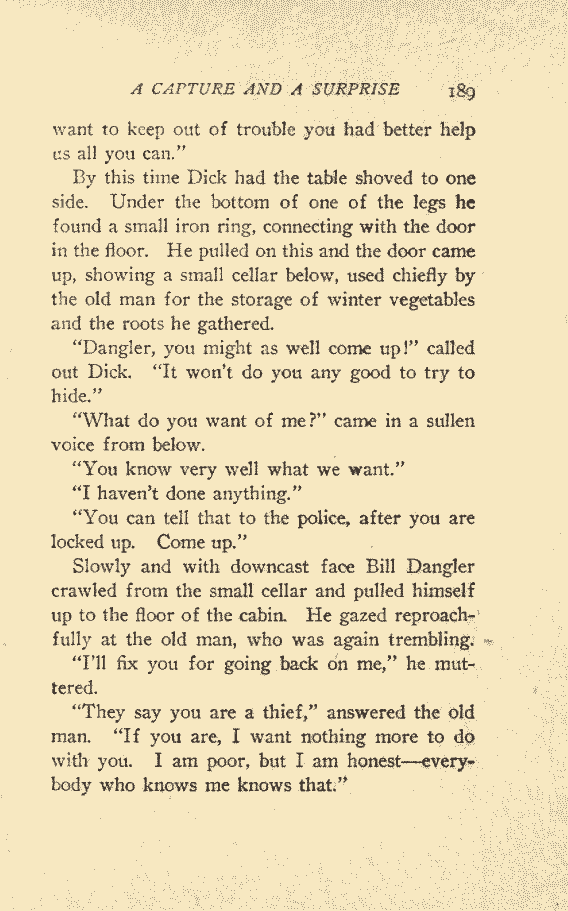 A CAPTURE AND A SURPRISE 189
want to keep out of trouble you had better help
us all you can."
By this time Dick had the table shoved to one
side. Under the bottom of one of the legs he
found a small iron ring, connecting with the door
in the floor. He pulled on this and the door came
up, showing a small cellar below, used chiefly by
the old man for the storage of winter vegetables
and the roots he gathered.
"Dangler, you might as well come up!" called
out Dick. "It won't do you any good to try to
hide."
"What do you want of me?" came in a sullen
voice from below.
"You know very well what we want."
"I haven't done anything."
"You can tell that to the police, after you are
locked up. Come up."
Slowly and with downcast face Bill Dangler
crawled from the small cellar and pulled himself
up to the floor of the cabin. He gazed reproach-
fully at the old man, who was again trembling.
"I'll fix you for going back on me," he mut-
tered.
"They say you are a thief," answered the old
man. "If you are, I want nothing more to do
with you. I am poor, but I am honest—every-
body who knows me knows that."